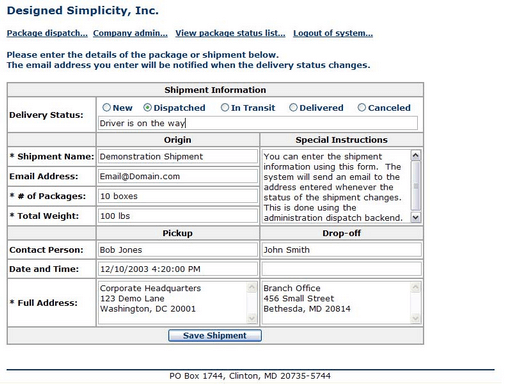 Designed Simplicity, Inc.
Package dispatch... Company admin... View package status list... Logout of system...
Please enter the details of the package or shipment below.
The email address you enter will be notified when the delivery status changes.
Shipment Information
Delivery Status: New Dispatched In Transit Delivered Canceled
Driver is on the way
Origin Special Instructions
* Shipment Name: Demonstration Shipment
Email Address: Email@Domain.com
* # of Packages: 10 boxes
* Total Weight: 100 lbs
You can enter the shipment
information using this form. The
system will send an email to the
address entered whenever the
status of the shipment changes.
This is done using the
administration dispatch backend.
Pickup Drop-off
Contact Person: Bob Jones John Smith
Date and Time: 12/10/2003 4:20:00 PM
* Full Address:
Corporate Headquarters
123 Demo Lane
Washington, DC 20001
Branch Office
456 Small Street
Bethesda, MD 20814
Save Shipment
PO Box 1744, Clinton, MD 20735-5744